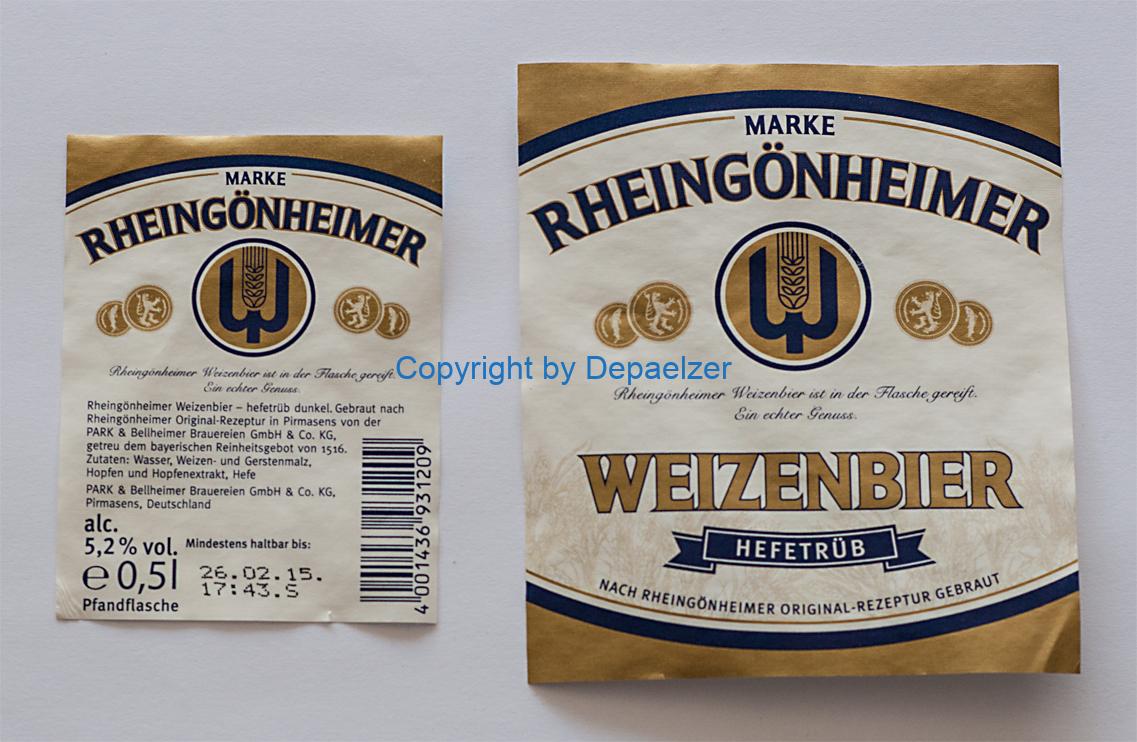 MARKE
RHEINGÖNHEIMER
Rheingönheimer Weizenbier ist in der Flasche gereift.
Ein echter Genuss.
Rheingönheimer Weizenbier – hefetrüb dunkel. Gebraut nach
Rheingönheimer Original-Rezeptur in Pirmasens von der
PARK & Bellheimer Brauereien GmbH & Co. KG,
getreu dem bayerischen Reinheitsgebot von 1516.
Zutaten: Wasser, Weizen- und Gerstenmalz,
Hopfen und Hopfenextrakt, Hefe
PARK & Bellheimer Brauereien GmbH & Co. KG,
Pirmasens, Deutschland
alc.
5,2 % vol. Mindestens haltbar bis:
e 0,5l 26.02.15.
17:43.S
Pfandflasche
4 001436 931209
Copyright by Depaelzer
MARKE
RHEINGÖNHEIMER
Rheingönheimer Weizenbier ist in der Flasche gereift.
Ein echter Genuss.
WEIZENBIER
HEFETRÜB
NACH RHEINGÖNHEIMER ORIGINAL-REZEPTUR GEBRAUT